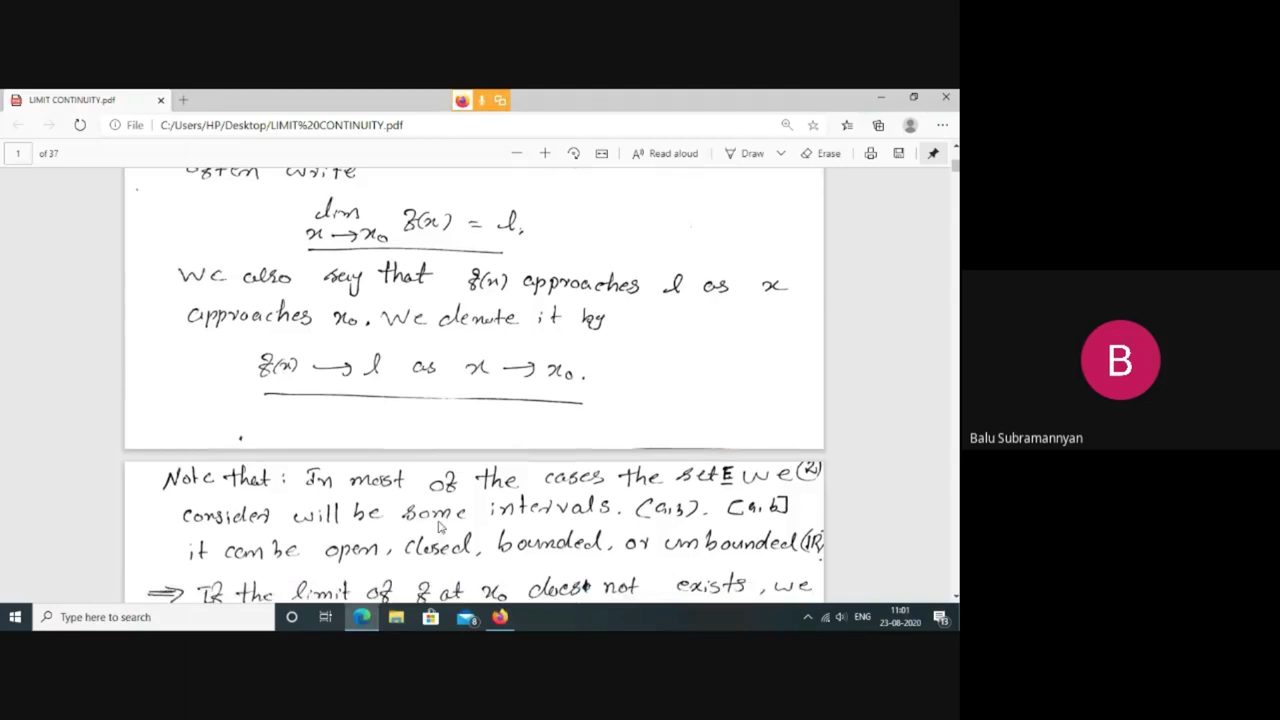 LIMIT CONTINUITY.pdf
File C:/Users/HP/Desktop/LIMIT%20CONTINUITY.pdf
1 of 37 Read aloud Draw Erase
often write
lim f(x) = l,
x → x0
We also say that f(x) approaches l as x
approaches x0. We denote it by
f(x) → l as x → x0.
Note that: In most of the cases the set E we (2)
consider will be some intervals. (a,b). [a,b]
it can be open, closed, bounded, or unbounded (IR)
⇒ If the limit of f at x0 does not exists, we
B
Balu Subramannyan
Type here to search
8
ENG
11:01
23-08-2020
13